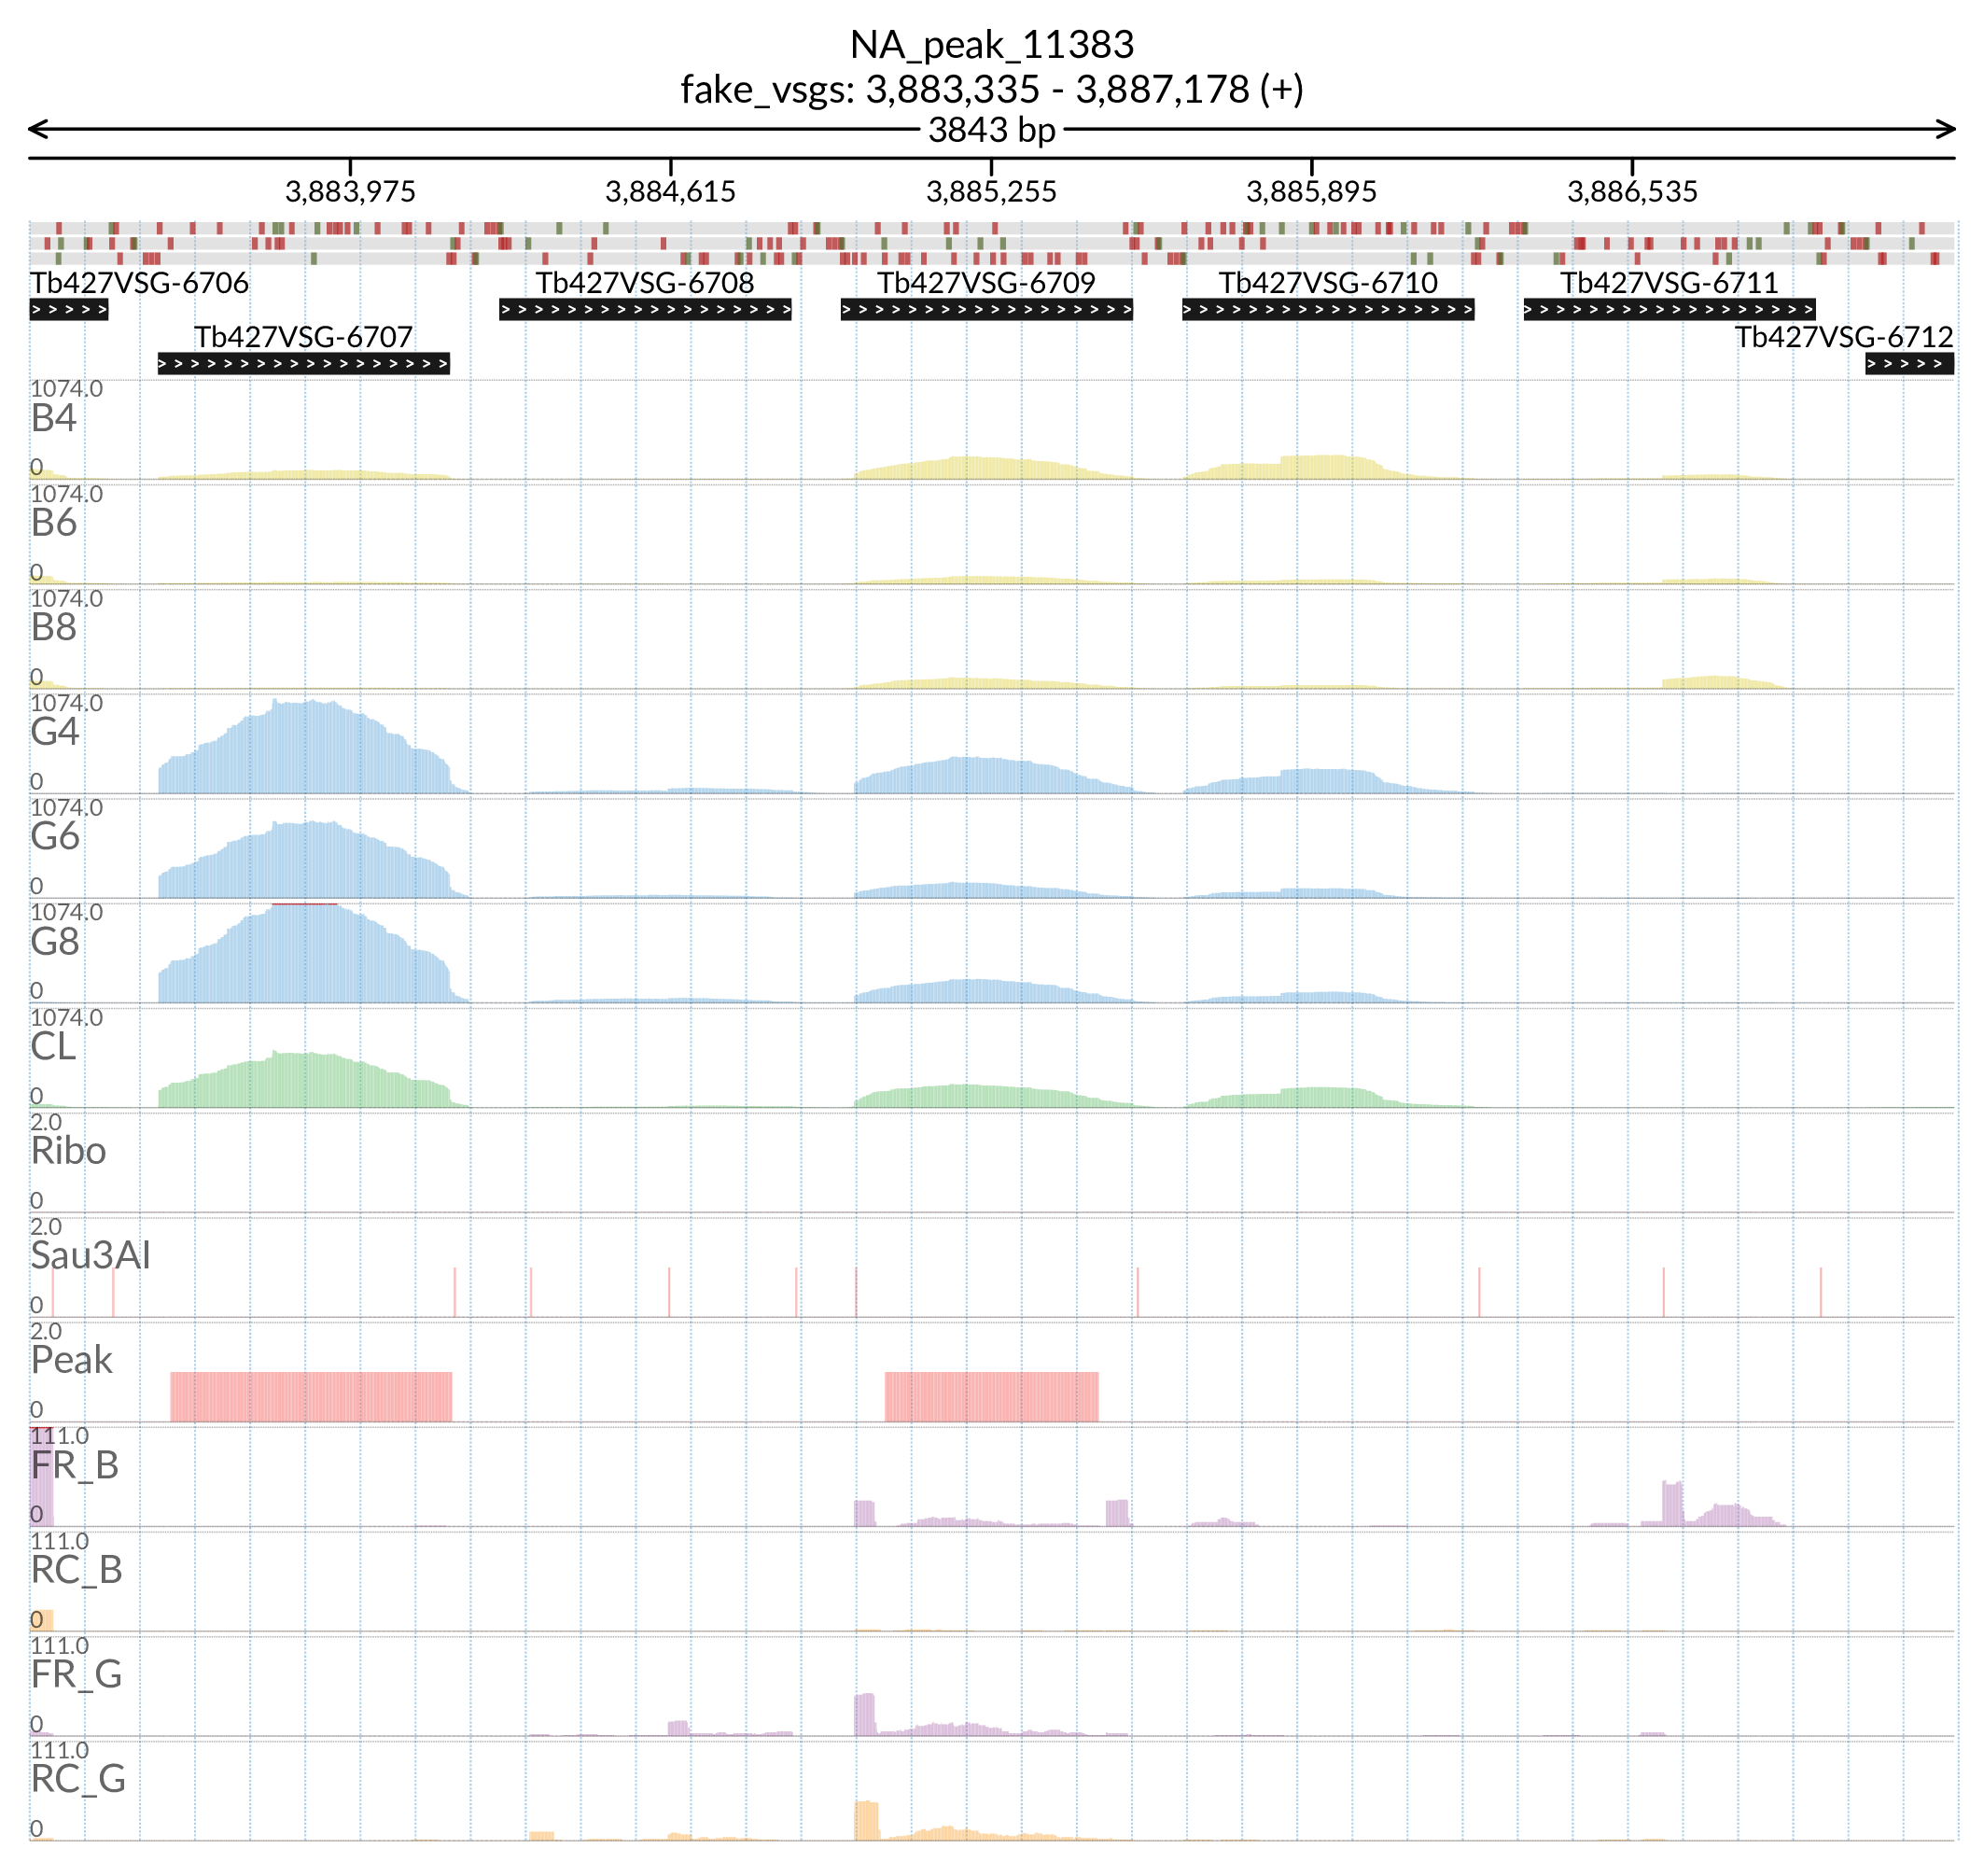 NA_peak_11383
fake_vsgs: 3,883,335 - 3,887,178 (+)
3843 bp
3,883,975 3,884,615 3,885,255 3,885,895 3,886,535
Tb427VSG-6706 Tb427VSG-6708 Tb427VSG-6709 Tb427VSG-6710 Tb427VSG-6711
Tb427VSG-6707 Tb427VSG-6712
1074.0
B4
0
1074.0
B6
0
1074.0
B8
0
1074.0
G4
0
1074.0
G6
0
1074.0
G8
0
1074.0
CL
0
2.0
Ribo
0
2.0
Sau3AI
0
2.0
Peak
0
111.0
FR_B
0
111.0
RC_B
0
111.0
FR_G
0
111.0
RC_G
0